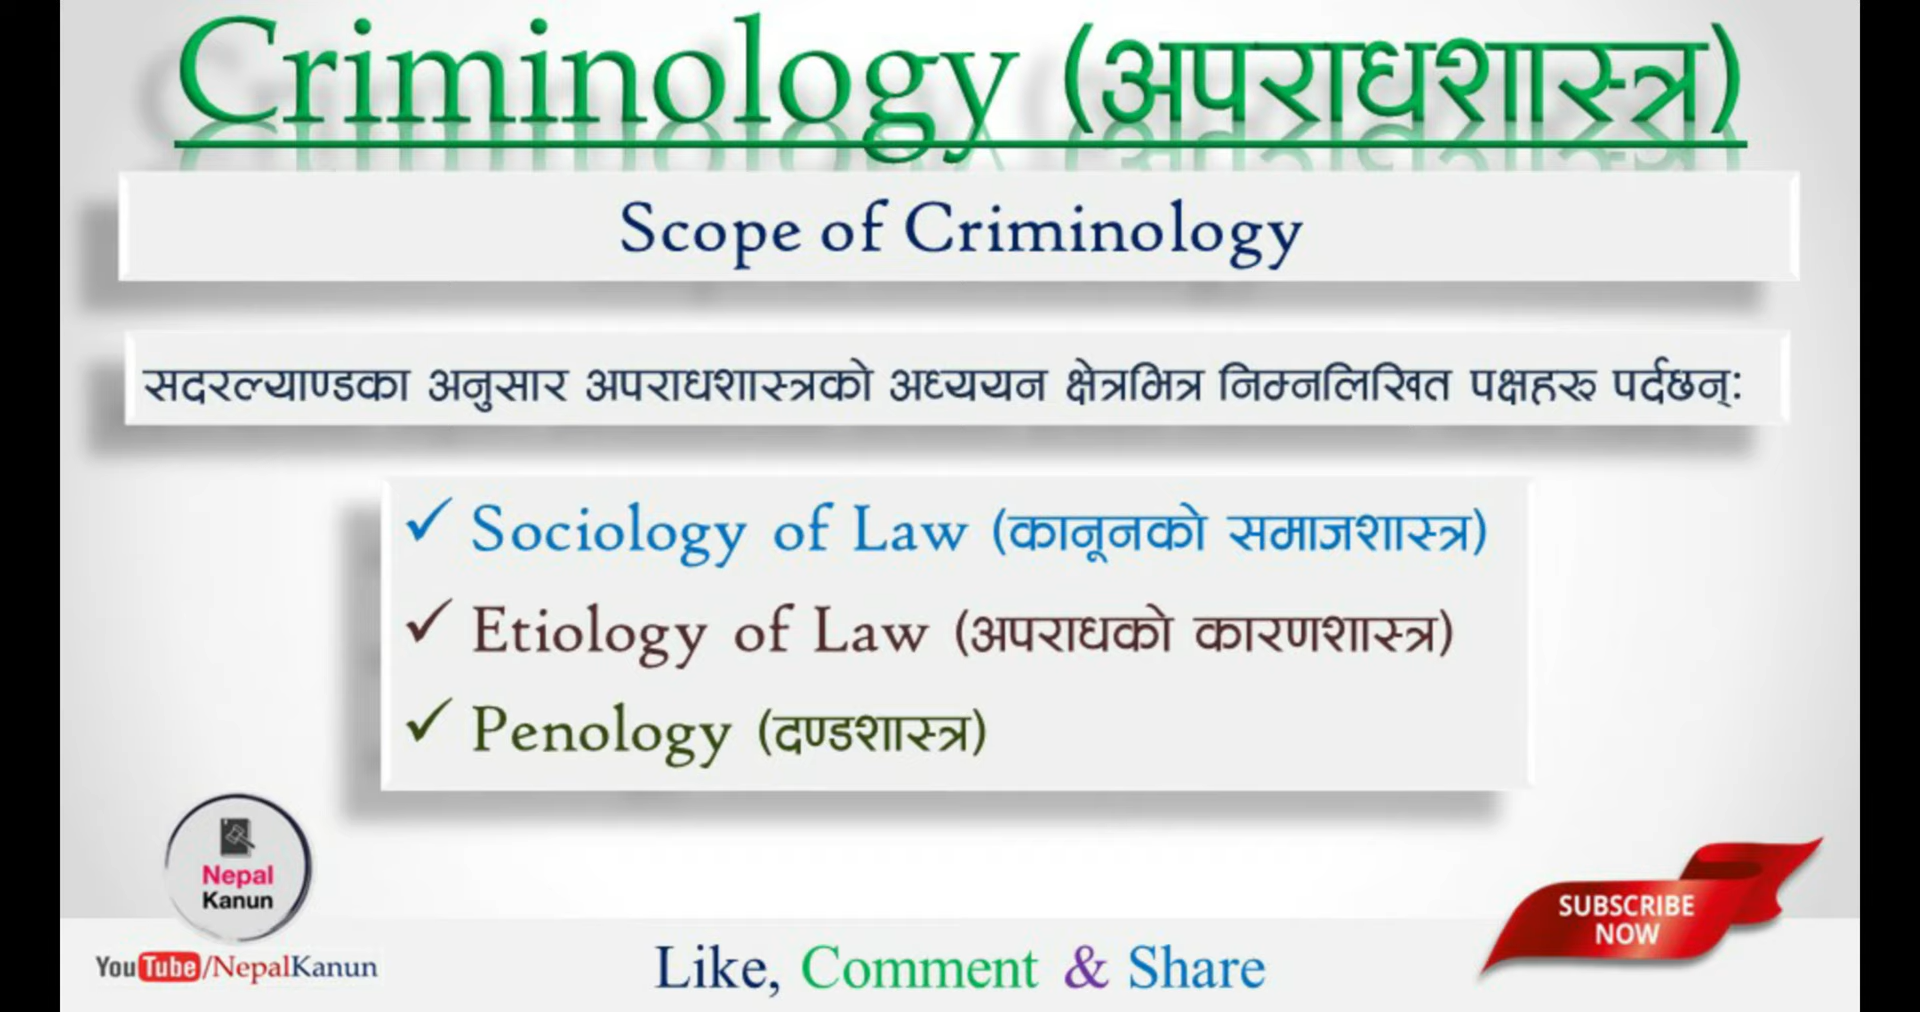 Criminology (अपराधशास्त्र)
Scope of Criminology
सदरल्याण्डका अनुसार अपराधशास्त्रको अध्ययन क्षेत्रभित्र निम्नलिखित पक्षहरू पर्दछन्:
✓ Sociology of Law (कानूनको समाजशास्त्र)
✓ Etiology of Law (अपराधको कारणशास्त्र)
✓ Penology (दण्डशास्त्र)
Nepal
Kanun
YouTube/NepalKanun
Like, Comment & Share
SUBSCRIBE
NOW